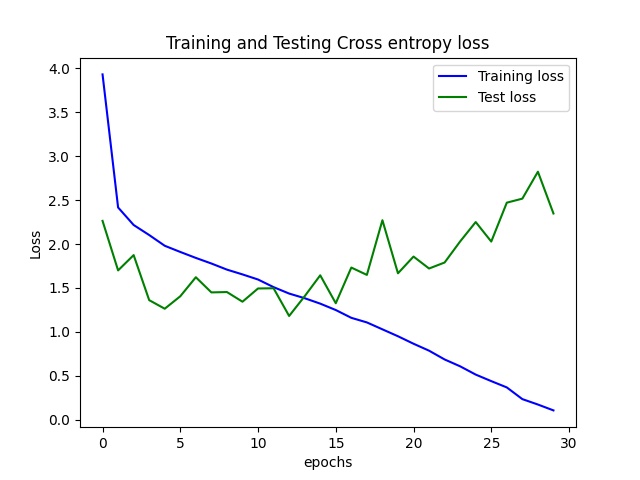 Training and Testing Cross entropy loss
Training loss
Test loss
4.0
3.5
3.0
2.5
2.0
1.5
1.0
0.5
0.0
Loss
0 5 10 15 20 25 30
epochs